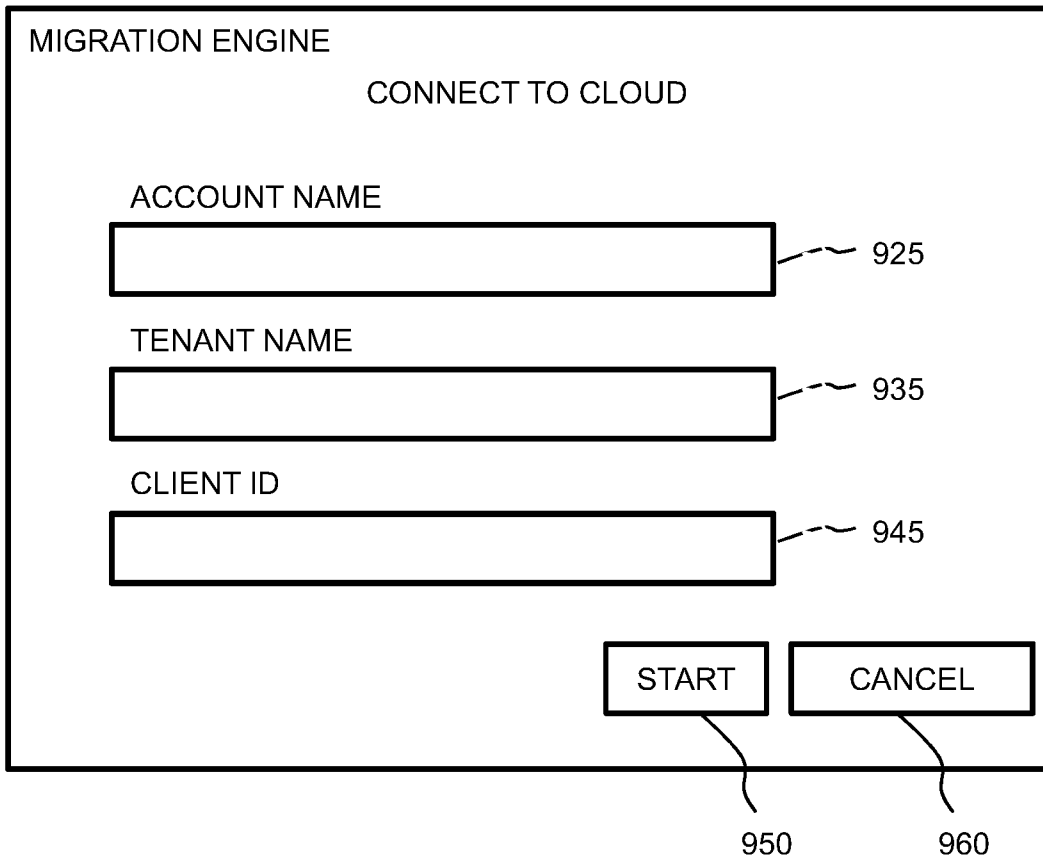 MIGRATION ENGINE
CONNECT TO CLOUD
ACCOUNT NAME
925
TENANT NAME
935
CLIENT ID
945
START
CANCEL
950
960